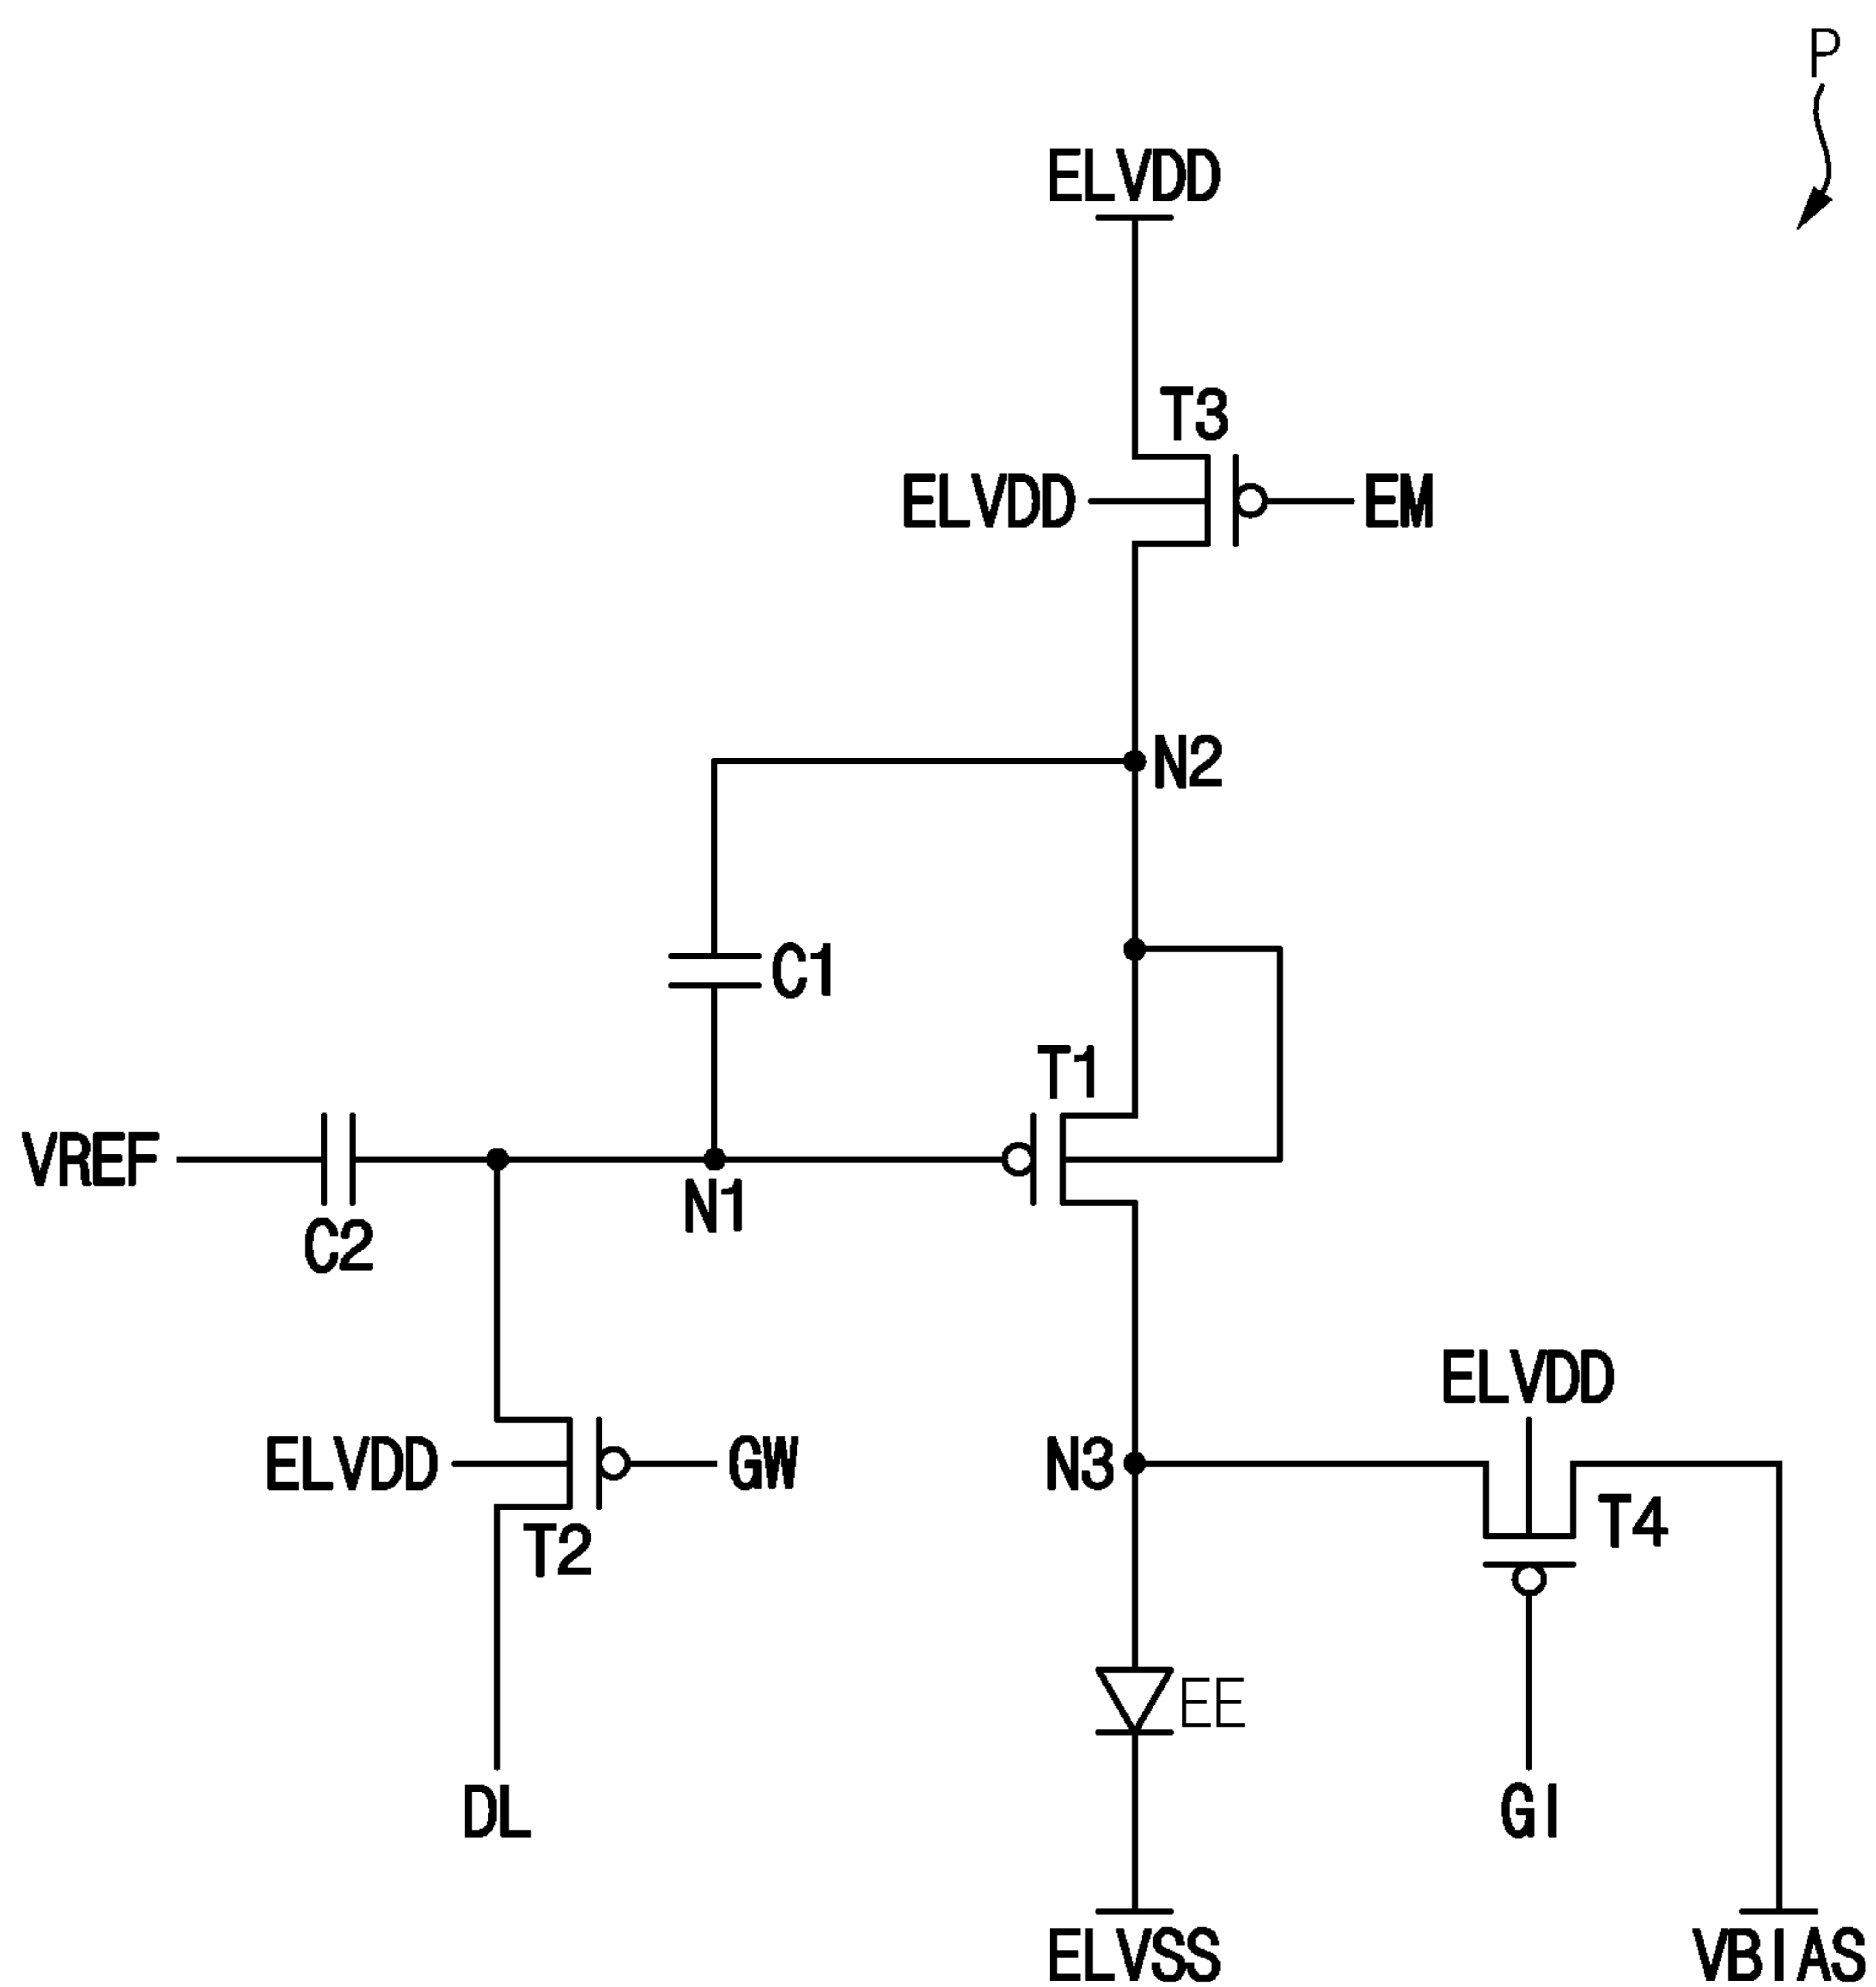 P
ELVDD
T3
ELVDD
EM
N2
C1
T1
VREF
N1
C2
ELVDD
ELVDD
GW
N3
T4
T2
EE
DL
GI
ELVSS
VBIAS